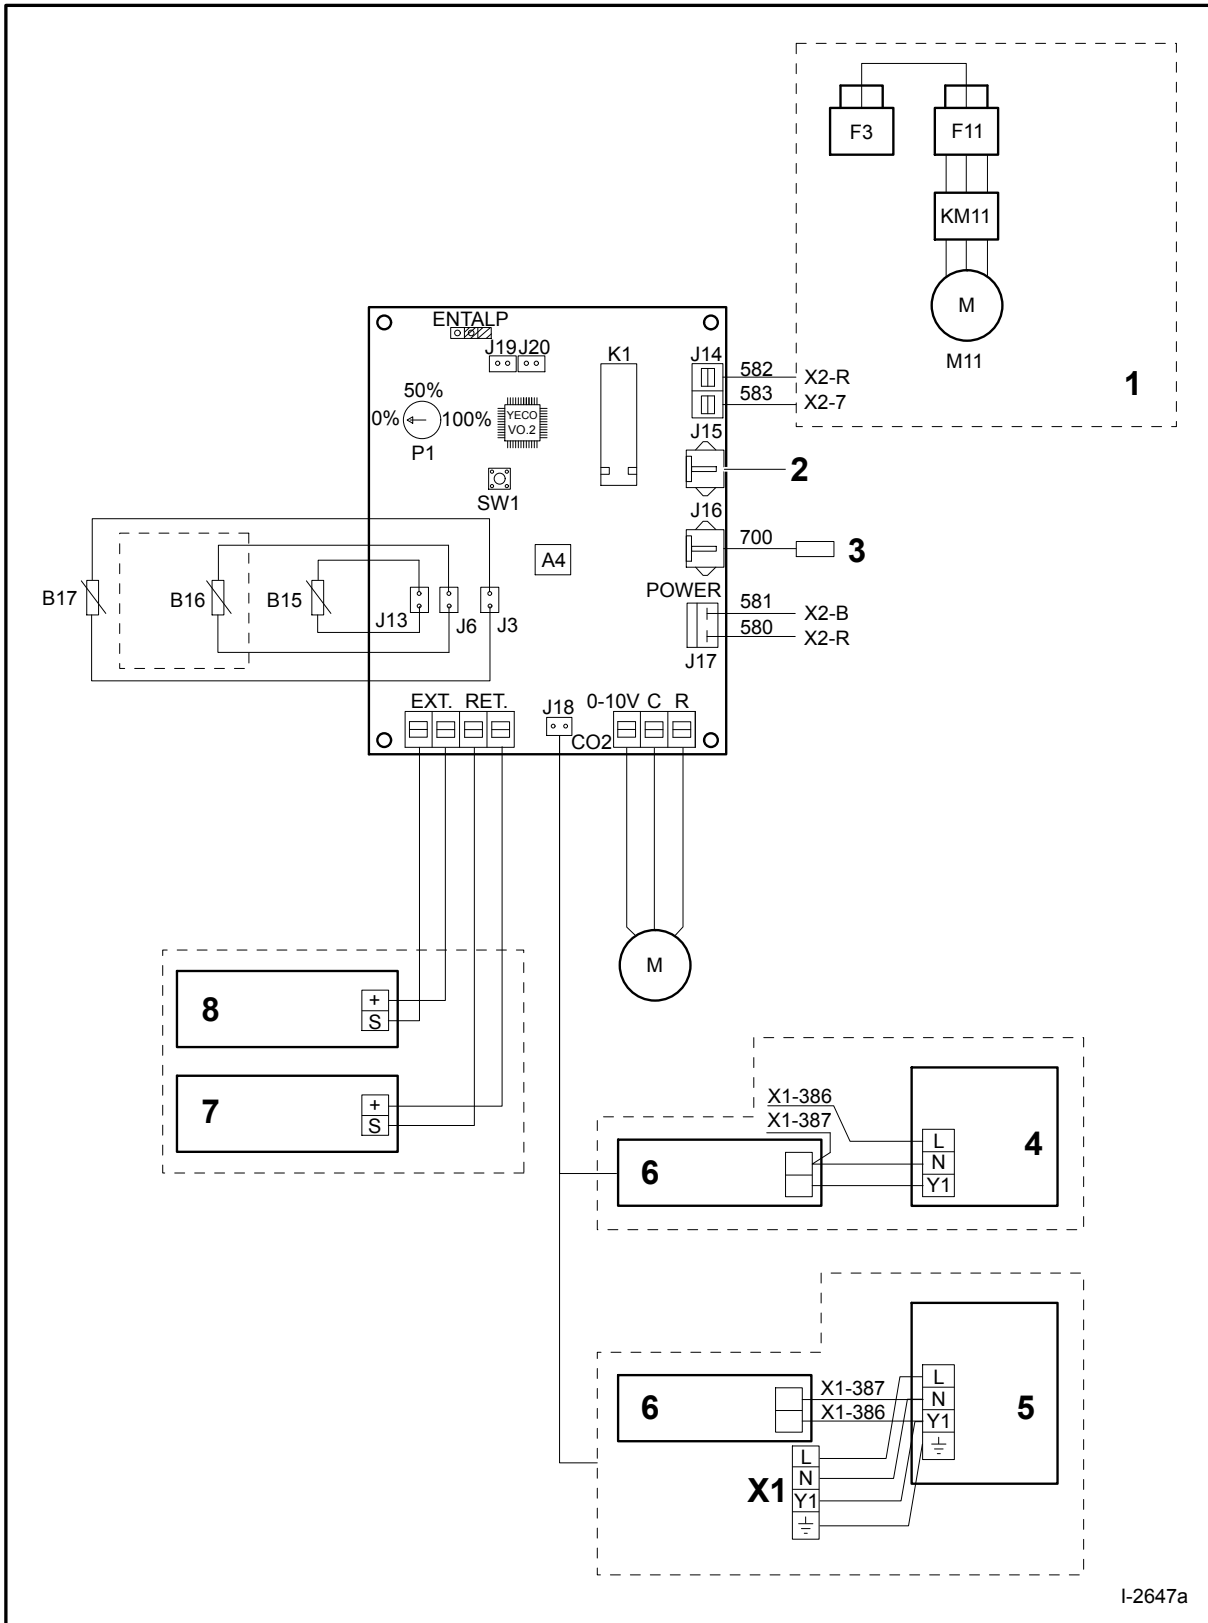 F3
F11
KM11
M
M11
1
ENTALP
J19 J20
K1
J14
582
X2-R
583
X2-7
50%
0%
100%
P1
YECO
VO.2
J15
2
SW1
J16
700
3
A4
B17
B16
B15
J13
J6
J3
POWER
581
X2-B
580
X2-R
J17
EXT. RET.
J18
0-10V C R
CO2
M
8
+
S
7
+
S
X1-386
X1-387
6
L
N
Y1
4
6
X1-387
X1-386
L
N
Y1
5
X1
L
N
Y1
I-2647a